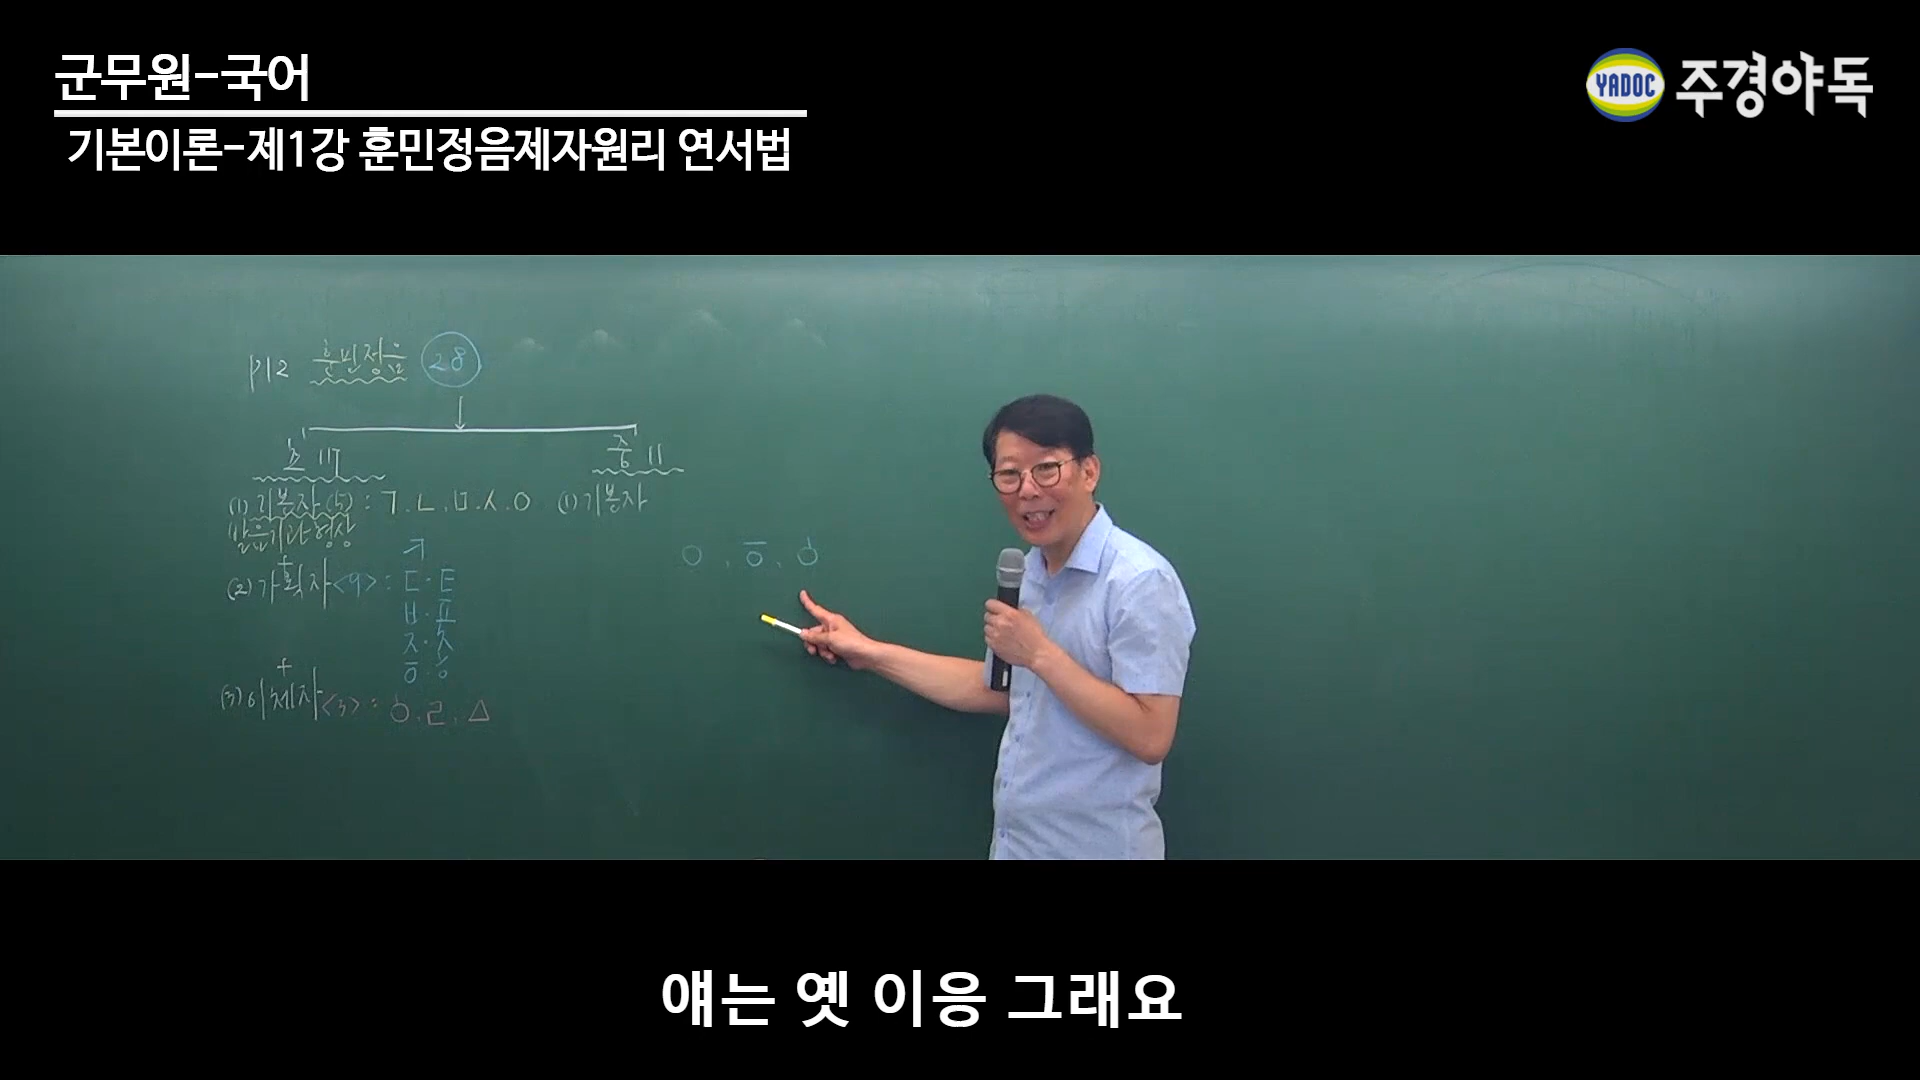 군무원-국어
기본이론-제1강 훈민정음제자원리 연서법
YADOC 주경야독
P12 훈민정음 28
초 17 중 11
(1) 기본자(5) : ㄱ.ㄴ.ㅁ.ㅅ.ㅇ (1) 기본자
발음기관 형상
+ ㅋ
(2) 가획자<9> : ㄷ.ㅌ
ㅂ.ㅍ
ㅈ.ㅊ
ㆆ.ㅎ
+
(3) 이체자<3> : ㆁ.ㄹ.ㅿ
ㅇ, ㆆ, ㆁ
얘는 옛 이응 그래요